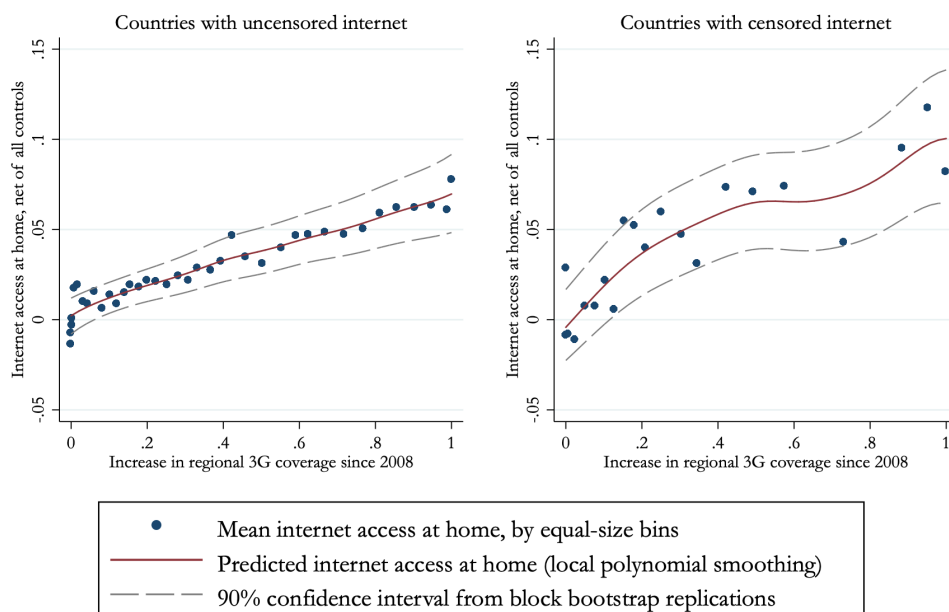 Countries with uncensored internet
Internet access at home, net of all controls
.15
.1
.05
0
-.05
0 .2 .4 .6 .8 1
Increase in regional 3G coverage since 2008
Countries with censored internet
Internet access at home, net of all controls
.15
.1
.05
0
-.05
0 .2 .4 .6 .8 1
Increase in regional 3G coverage since 2008
Mean internet access at home, by equal-size bins
Predicted internet access at home (local polynomial smoothing)
90% confidence interval from block bootstrap replications